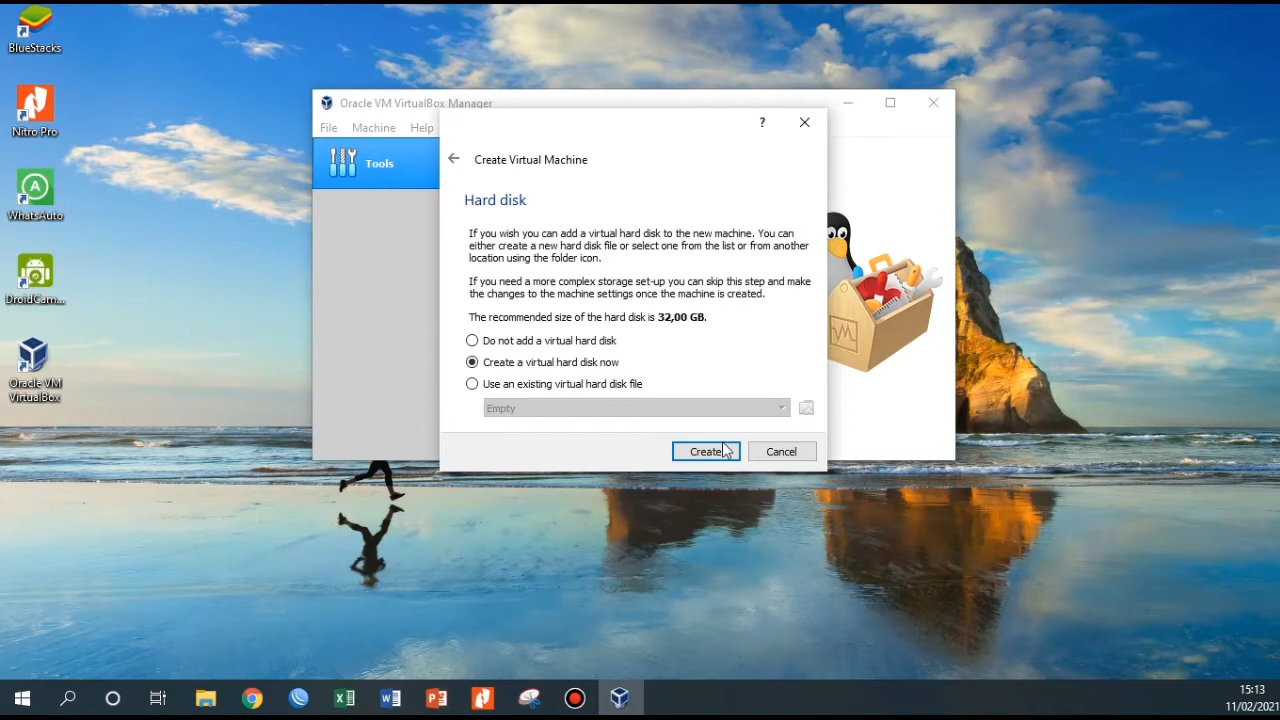 BlueStacks
Nitro Pro
WhatsAuto
DroidCam...
Oracle VM
VirtualBox
Oracle VM VirtualBox Manager
File Machine Help
Tools
?
Create Virtual Machine
Hard disk
If you wish you can add a virtual hard disk to the new machine. You can
either create a new hard disk file or select one from the list or from another
location using the folder icon.
If you need a more complex storage set-up you can skip this step and make
the changes to the machine settings once the machine is created.
The recommended size of the hard disk is 32,00 GB.
Do not add a virtual hard disk
Create a virtual hard disk now
Use an existing virtual hard disk file
Empty
Create Cancel
15:13
11/02/2021